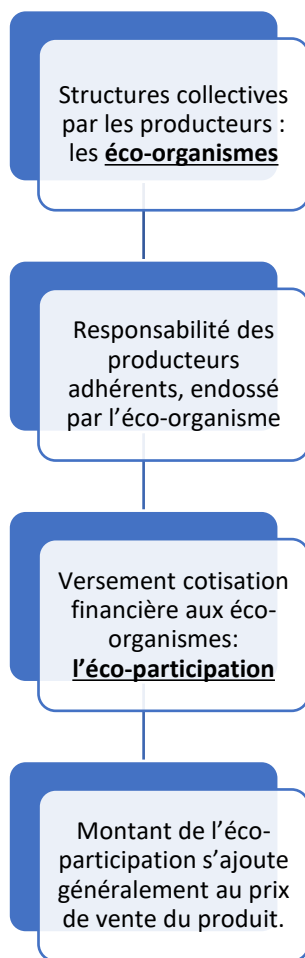 Structures collectives
par les producteurs :
les éco-organismes
Responsabilité des
producteurs
adhérents, endossé
par l'éco-organisme
Versement cotisation
financière aux éco-
organismes:
l'éco-participation
Montant de l'éco-
participation s'ajoute
généralement au prix
de vente du produit.